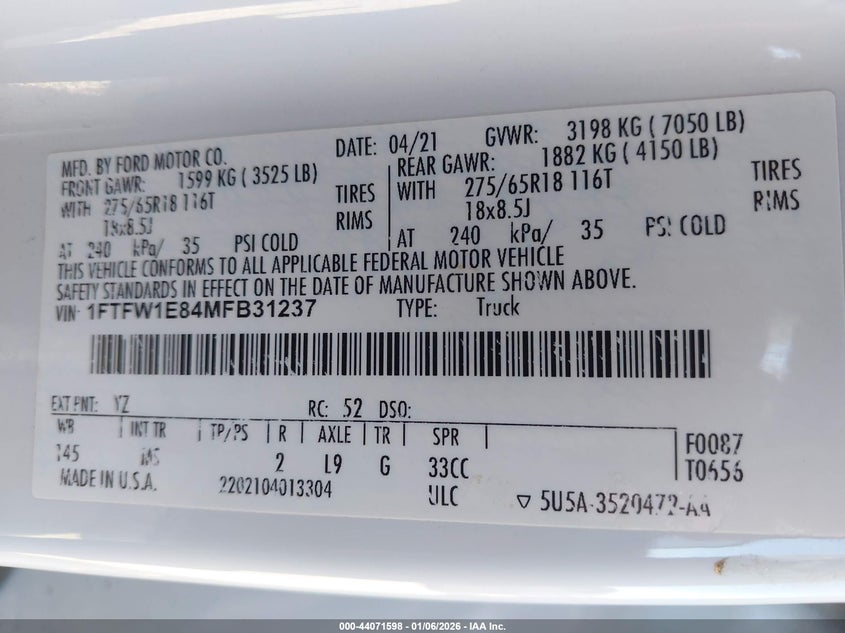 MFD. BY FORD MOTOR CO. DATE: 04/21 GVWR: 3198 KG ( 7050 LB)
FRONT GAWR: 1599 KG ( 3525 LB) REAR GAWR: 1882 KG ( 4150 LB)
WITH 275/65R18 116T TIRES WITH 275/65R18 116T TIRES
18x8.5J RIMS 18x8.5J RIMS
AT 240 kPa/ 35 PSI COLD AT 240 kPa/ 35 PSI COLD
THIS VEHICLE CONFORMS TO ALL APPLICABLE FEDERAL MOTOR VEHICLE
SAFETY STANDARDS IN EFFECT ON THE DATE OF MANUFACTURE SHOWN ABOVE.
VIN: 1FTFW1E84MFB31237 TYPE: Truck
EXT PNT: YZ RC: 52 DSO:
WB INT TR TP/PS R AXLE TR SPR F0087
145 MS 2 L9 G 33CC T0656
MADE IN U.S.A. 2202104013304 ULC ▽ 5U5A-3520472-AA
000-44071598 - 01/06/2026 - IAA Inc.